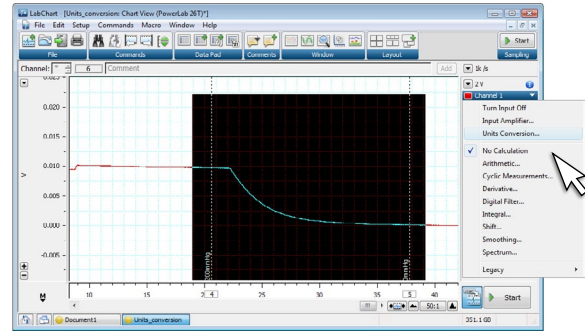 LabChart - [Units_conversion: Chart View (PowerLab 26T)*]
File Edit Setup Commands Macro Window Help
File Commands Data Pad Comments Window Layout Sampling
Start
Channel: 6 Comment Add
1k /s
2 V
Channel 1
Turn Input Off
Input Amplifier...
Units Conversion...
No Calculation
Arithmetic...
Cyclic Measurements...
Derivative...
Digital Filter...
Integral...
Shift...
Smoothing...
Spectrum...
Legacy
0.025
0.020
0.015
0.010
0.005
0.000
-0.005
V
200mmHg
0mmHg
10 15 2 4 25 30 35 5 40
M
50:1
Start
Document1 Units_conversion
351.1 GB